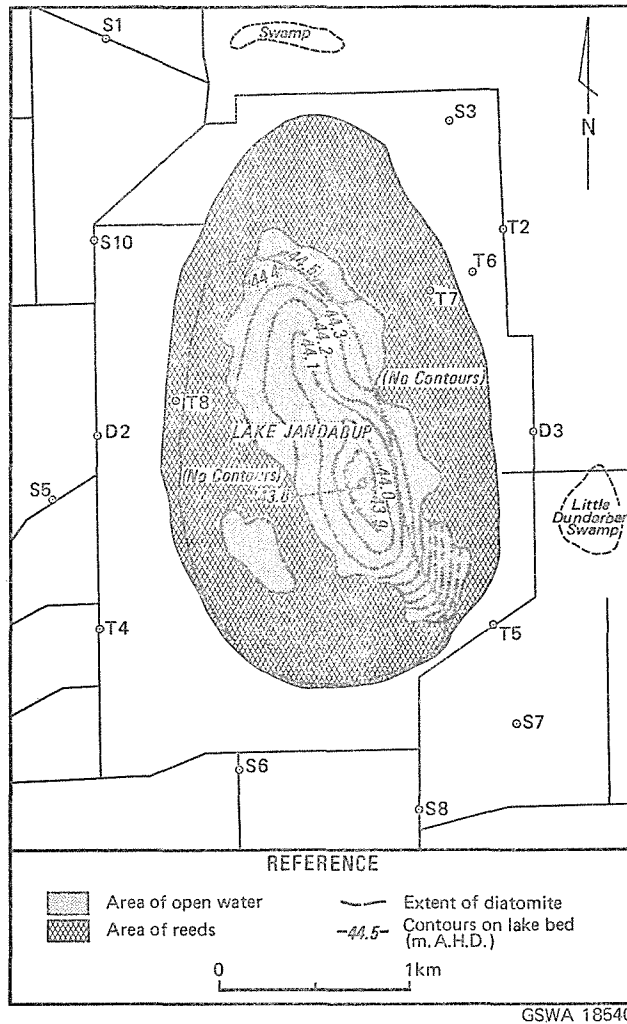 S1
Swamp
S3
N
T2
S10
T6
T7
44.5
44.4
44.3
44.2
44.1
(No Contours)
T8
LAKE JANDABUP
D2
D3
(No Contours)
44.0
43.8
43.9
S5
Little
Dunderbar
Swamp
T4
T5
S7
S6
S8
REFERENCE
Area of open water
Extent of diatomite
Area of reeds
-44.5- Contours on lake bed
(m. A.H.D.)
0 1km
GSWA 18540